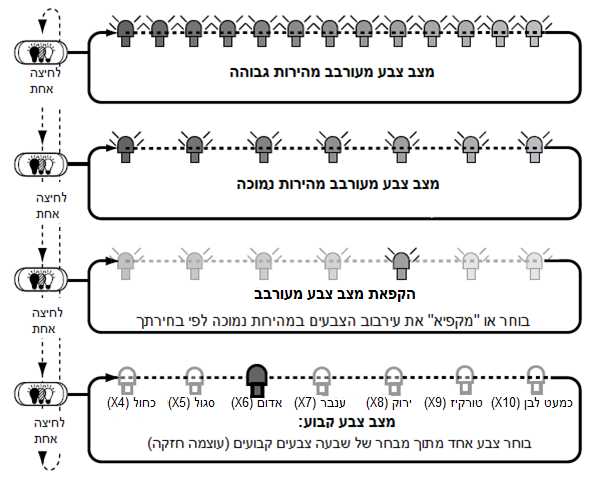 לחיצה
אחת
מצב צבע מעורבב מהירות גבוהה
לחיצה
אחת
מצב צבע מעורבב מהירות נמוכה
לחיצה
אחת
הקפאת מצב צבע מעורבב
בוחר או "מקפיא" את עירבוב הצבעים במהירות נמוכה לפי בחירתך
לחיצה
אחת
כחול (X4) סגול (X5) אדום (X6) ענבר (X7) ירוק (X8) טורקיז (X9) כמעט לבן (X10)
מצב צבע קבוע:
בוחר צבע אחד מתוך מבחר של שבעה צבעים קבועים (עוצמה חזקה)